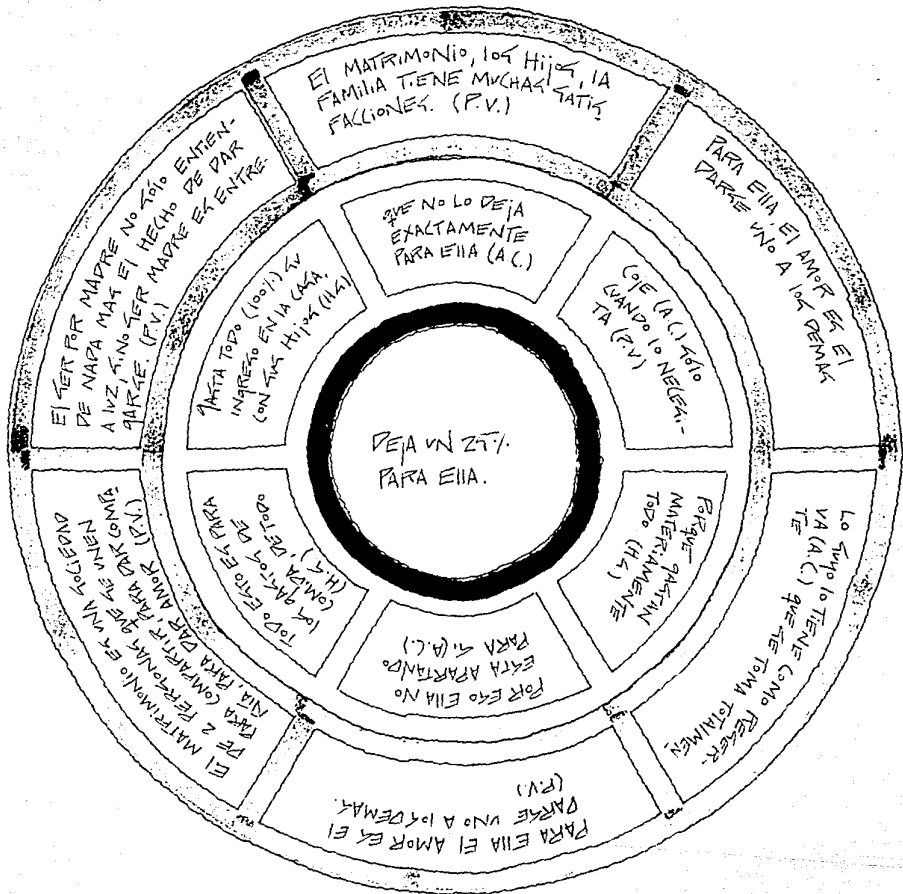 El MATRIMONIO, los Hijos, lA
FAMiliA TIENE MUCHAS SATIS
FACCIONES. (P.V.)
PARA EllA El AMOR ES El
DARSE UNO A LOS DEMAS
LO SUYO lO TIENE COMO RESER-
VA (A.C.) QUE SE TOMA TOTAlMEN
TE
PARA EllA El AMOR ES El
DARSE UNO A lOS DEMAS.
(P.V.)
El MATRIMONIO ES UNA SOCIEDAD
DE 2 PERSONAS QUE SE UNEN
PARA COMPARTIR, PARA DAR COMPA
ÑIA, PARA DAR AMOR (P.V.)
El SER POR MADRE NO SÓlO ENTIEN-
DE NADA MAS El HECHO DE DAR
A lUZ, SiNO SER MADRE ES ENTRE-
GARSE. (P.V.)
QUE NO LO DEJA
EXACTAMENTE
PARA EllA (A.C.)
COJE (A.C.) SÓlO
CUANDO lO NECESI-
TA (P.V.)
PORQUE GASTAN
MATERIALMENTE
TODO (H.S.)
POR ESO EllA NO
ESTA APARTANDO
PARA SI. (A.C.)
TODO ESTO ES PARA
lOS GASTOS DE
COMIDA, DE TODO
(H.S.)
GASTA TODO (100%) SU
INGRESO EN lA CASA,
CON SUS Hijos (H.S.)
DEJA UN 25%
PARA EllA.